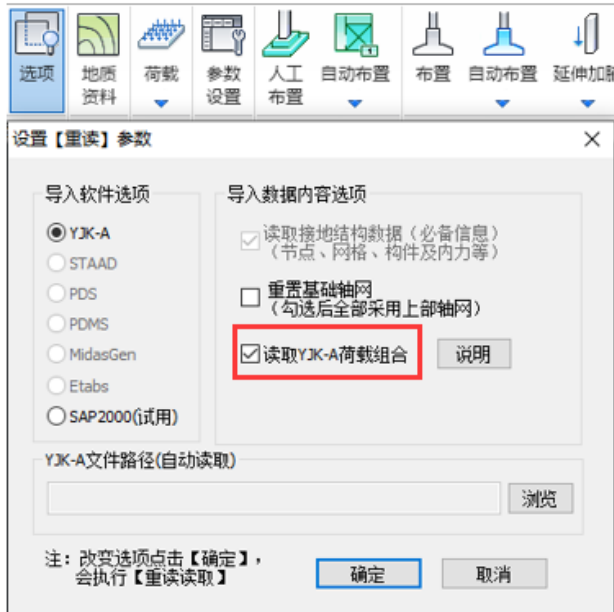 选项 地质资料 荷载 参数设置 人工布置 自动布置 布置 自动布置 延伸加
设置【重读】参数
导入软件选项
YJK-A
STAAD
PDS
PDMS
MidasGen
Etabs
SAP2000(试用)
导入数据内容选项
读取接地结构数据(必备信息)
(节点、网格、构件及内力等)
重置基础轴网
(勾选后全部采用上部轴网)
读取YJK-A荷载组合
说明
YJK-A文件路径(自动读取)
浏览
注: 改变选项点击【确定】,
会执行【重读读取】
确定
取消